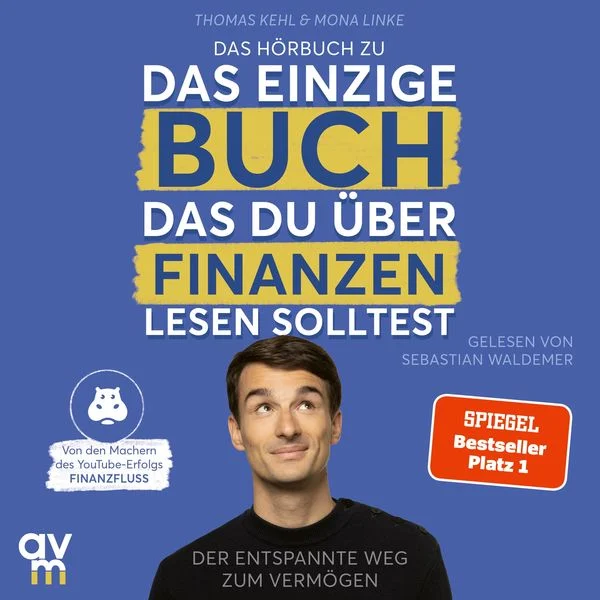 THOMAS KEHL & MONA LINKE
DAS HÖRBUCH ZU
DAS EINZIGE
BUCH
DAS DU ÜBER
FINANZEN
LESEN SOLLTEST
GELESEN VON
SEBASTIAN WALDEMER
SPIEGEL
Bestseller
Platz 1
Von den Machern
des YouTube-Erfolgs
FINANZFLUSS
avm
DER ENTSPANNTE WEG
ZUM VERMÖGEN